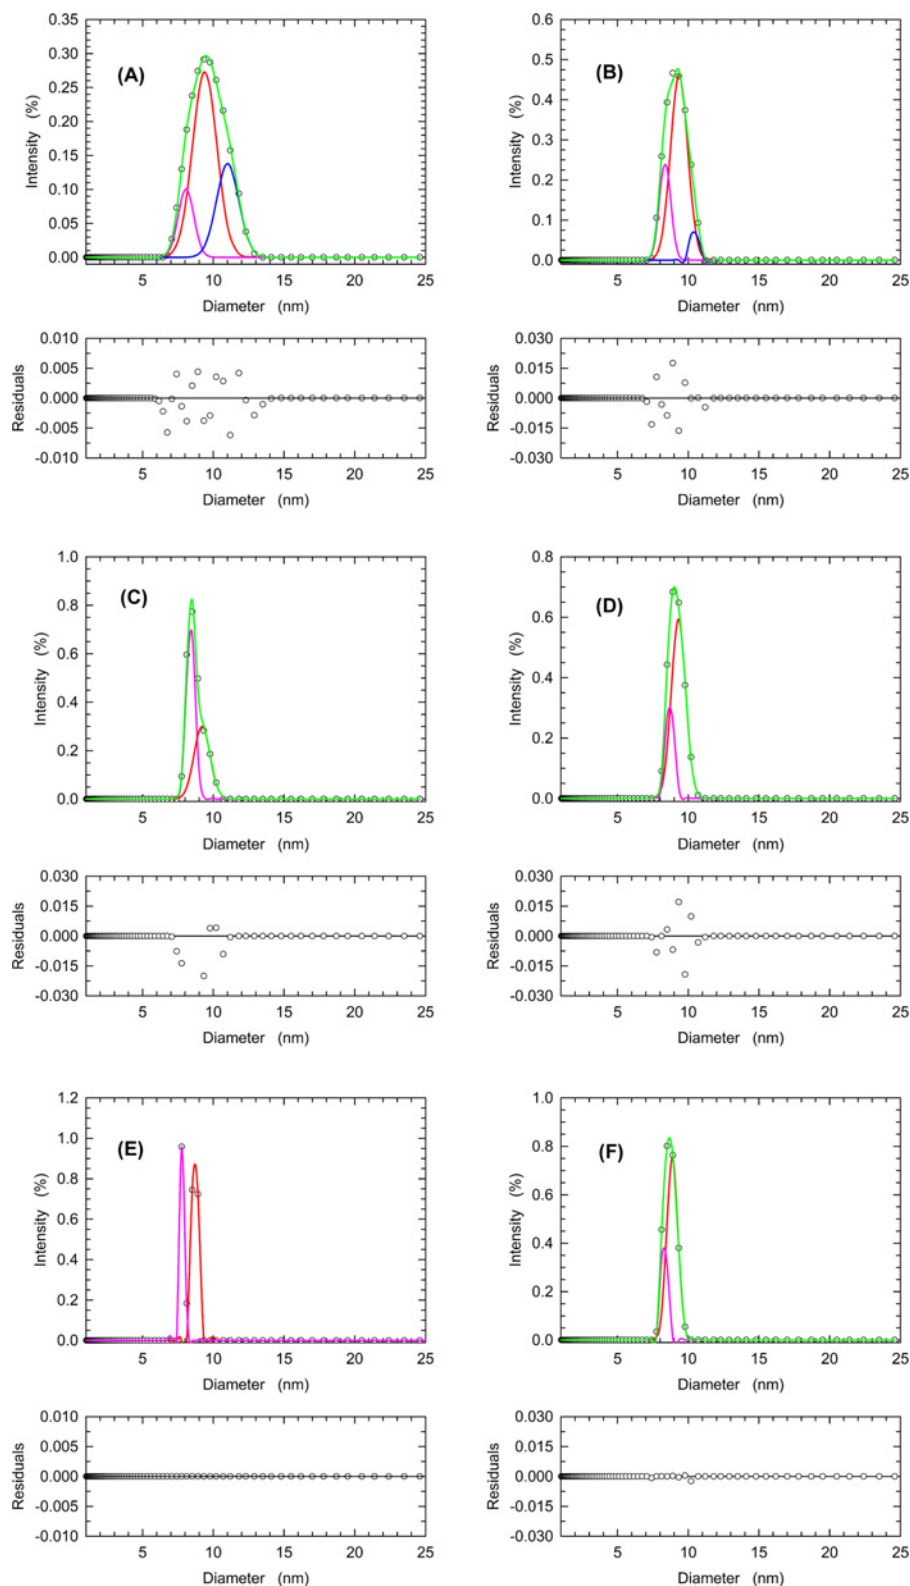 0.35 0.6
0.30 (A) 0.5 (B)
0.25 0.4
0.20 0.3
0.15 0.2
0.10 0.1
0.05 0.0
0.00
Intensity (%) Intensity (%)
5 10 15 20 25 5 10 15 20 25
Diameter (nm) Diameter (nm)
0.010 0.030
0.005 0.015
0.000 0.000
-0.005 -0.015
-0.010 -0.030
Residuals Residuals
5 10 15 20 25 5 10 15 20 25
Diameter (nm) Diameter (nm)
1.0 0.8
0.8 (C) 0.6 (D)
0.6 0.4
0.4 0.2
0.2 0.0
0.0
Intensity (%) Intensity (%)
5 10 15 20 25 5 10 15 20 25
Diameter (nm) Diameter (nm)
0.030 0.030
0.015 0.015
0.000 0.000
-0.015 -0.015
-0.030 -0.030
Residuals Residuals
5 10 15 20 25 5 10 15 20 25
Diameter (nm) Diameter (nm)
1.2 1.0
1.0 (E) 0.8 (F)
0.8 0.6
0.6 0.4
0.4 0.2
0.2 0.0
0.0
Intensity (%) Intensity (%)
5 10 15 20 25 5 10 15 20 25
Diameter (nm) Diameter (nm)
0.010 0.030
0.005 0.015
0.000 0.000
-0.005 -0.015
-0.010 -0.030
Residuals Residuals
5 10 15 20 25 5 10 15 20 25
Diameter (nm) Diameter (nm)